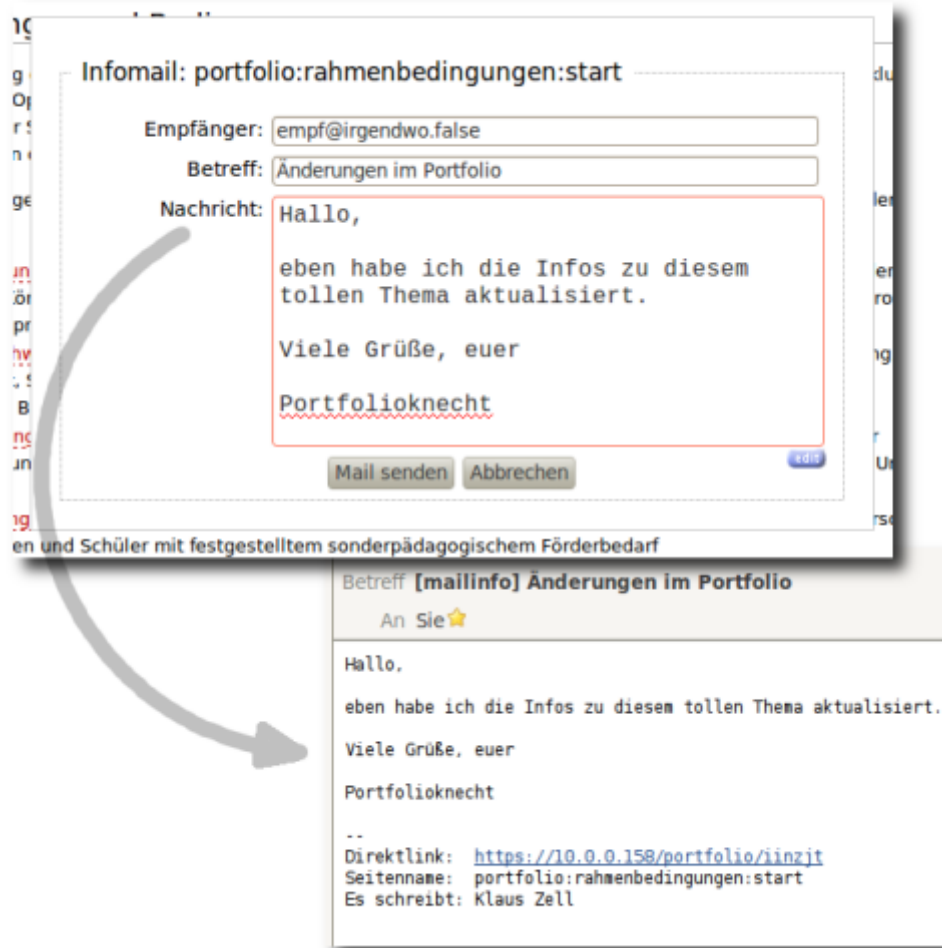 Infomail: portfolio:rahmenbedingungen:start
Empfänger: empf@irgendwo.false
Betreff: Änderungen im Portfolio
Nachricht: Hallo,
eben habe ich die Infos zu diesem
tollen Thema aktualisiert.
Viele Grüße, euer
Portfolioknecht
edit
Mail senden Abbrechen
und Schüler mit festgestelltem sonderpädagogischem Förderbedarf
Betreff [mailinfo] Änderungen im Portfolio
An Sie
Hallo,
eben habe ich die Infos zu diesem tollen Thema aktualisiert.
Viele Grüße, euer
Portfolioknecht
--
Direktlink: https://10.0.0.158/portfolio/iinzjt
Seitenname: portfolio:rahmenbedingungen:start
Es schreibt: Klaus Zell